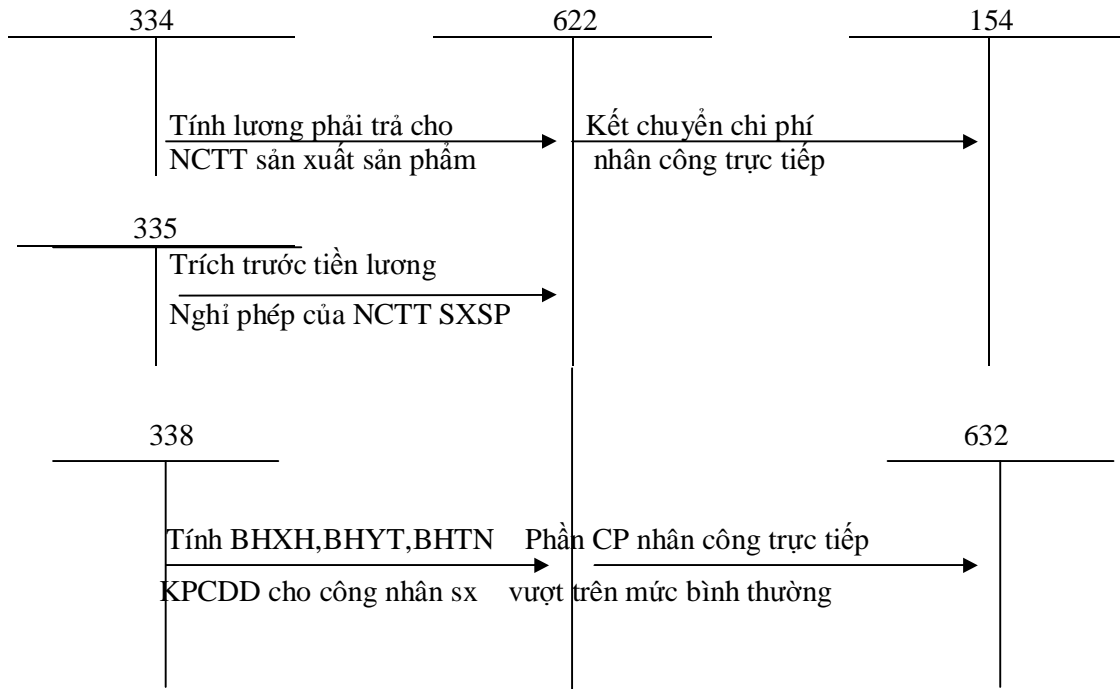 334 622 154
Tính lương phải trả cho Kết chuyển chi phí
NCTT sản xuất sản phẩm nhân công trực tiếp
335
Trích trước tiền lương
Nghỉ phép của NCTT SXSP
338 632
Tính BHXH,BHYT,BHTN Phần CP nhân công trực tiếp
KPCDD cho công nhân sx vượt trên mức bình thường